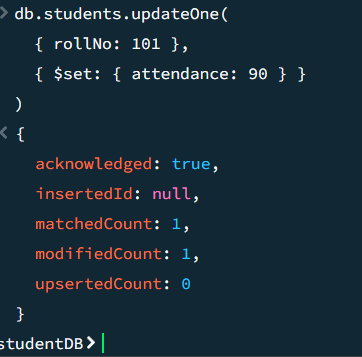 > db.students.updateOne(
{ rollNo: 101 },
{ $set: { attendance: 90 } }
)
< {
acknowledged: true,
insertedId: null,
matchedCount: 1,
modifiedCount: 1,
upsertedCount: 0
}
studentDB>